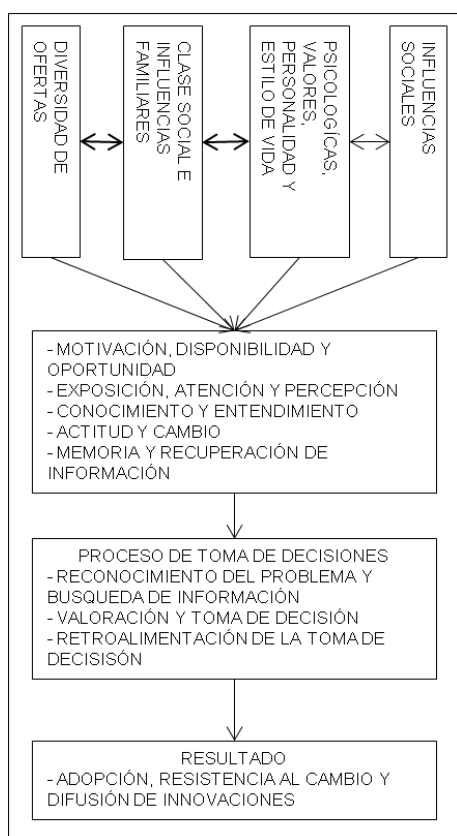 DIVERSIDAD DE
OFERTAS
CLASE SOCIAL E
INFLUENCIAS
FAMILIARES
PSICOLOGÍCAS,
VALORES,
PERSONALIDAD Y
ESTILO DE VIDA
INFLUENCIAS
SOCIALES
- MOTIVACIÓN, DISPONIBILIDAD Y
OPORTUNIDAD
- EXPOSICIÓN, ATENCIÓN Y PERCEPCIÓN
- CONOCIMIENTO Y ENTENDIMIENTO
- ACTITUD Y CAMBIO
- MEMORIA Y RECUPERACIÓN DE
INFORMACIÓN
PROCESO DE TOMA DE DECISIONES
- RECONOCIMIENTO DEL PROBLEMA Y
BUSQUEDA DE INFORMACIÓN
- VALORACIÓN Y TOMA DE DECISIÓN
- RETROALIMENTACIÓN DE LA TOMA DE
DECISISÓN
RESULTADO
- ADOPCIÓN, RESISTENCIA AL CAMBIO Y
DIFUSIÓN DE INNOVACIONES